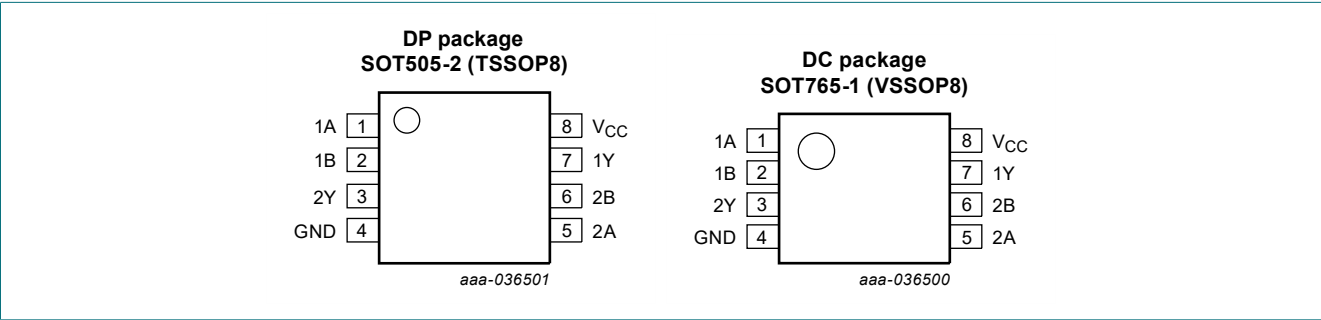 DP package
SOT505-2 (TSSOP8)
1A 1 8 VCC
1B 2 7 1Y
2Y 3 6 2B
GND 4 5 2A
aaa-036501
DC package
SOT765-1 (VSSOP8)
1A 1 8 VCC
1B 2 7 1Y
2Y 3 6 2B
GND 4 5 2A
aaa-036500